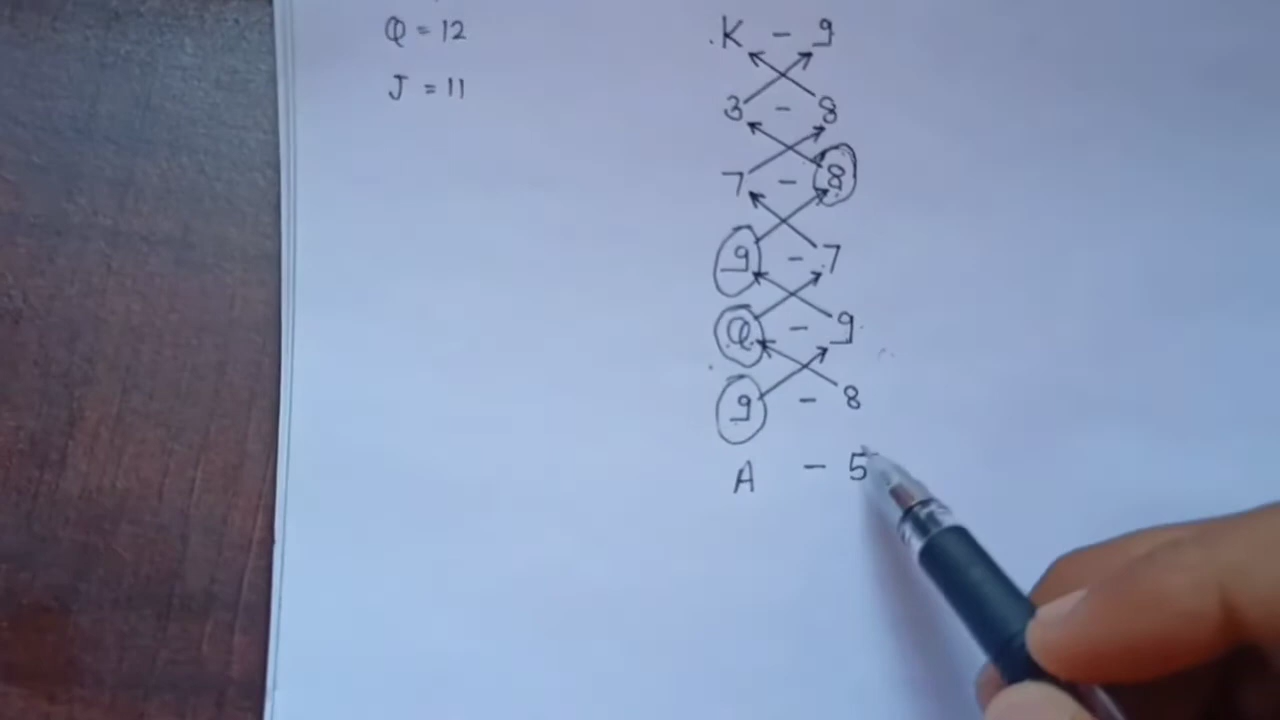 Q = 12
J = 11
K - 9
3 - 8
7 - 8
9 - 7
Q - 9
9 - 8
A - 5